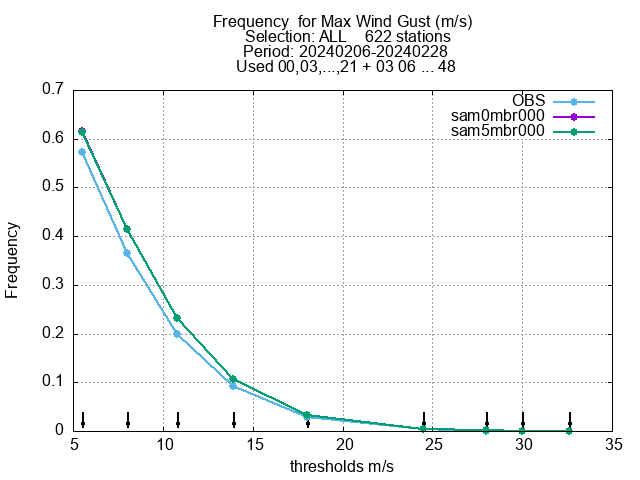 Frequency  for Max Wind Gust (m/s)
Selection: ALL    622 stations
Period: 20240206-20240228
Used 00,03,...,21 + 03 06 ... 48
OBS
sam0mbr000
sam5mbr000
0.7
0.6
0.5
0.4
0.3
0.2
0.1
0
Frequency
5 10 15 20 25 30 35
thresholds m/s